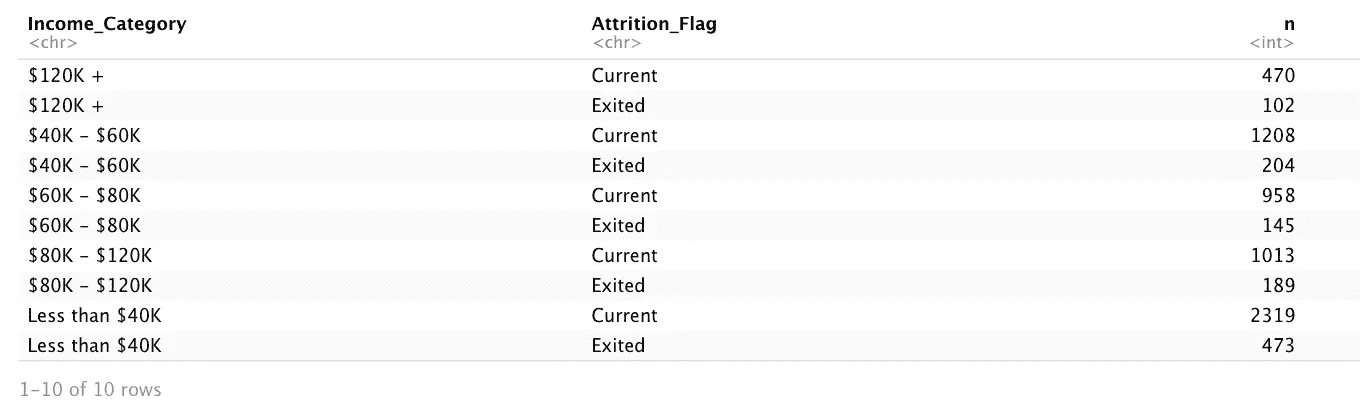 Income_Category Attrition_Flag n
<chr> <chr> <int>
$120K + Current 470
$120K + Exited 102
$40K – $60K Current 1208
$40K – $60K Exited 204
$60K – $80K Current 958
$60K – $80K Exited 145
$80K – $120K Current 1013
$80K – $120K Exited 189
Less than $40K Current 2319
Less than $40K Exited 473
1–10 of 10 rows